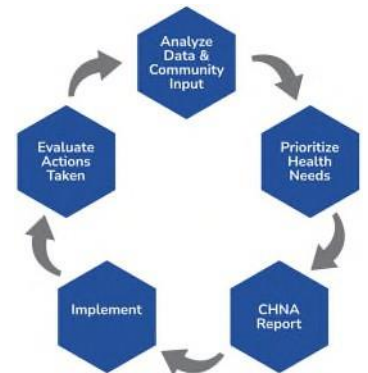 Analyze
Data &
Community
Input
Prioritize
Health
Needs
CHNA
Report
Implement
Evaluate
Actions
Taken